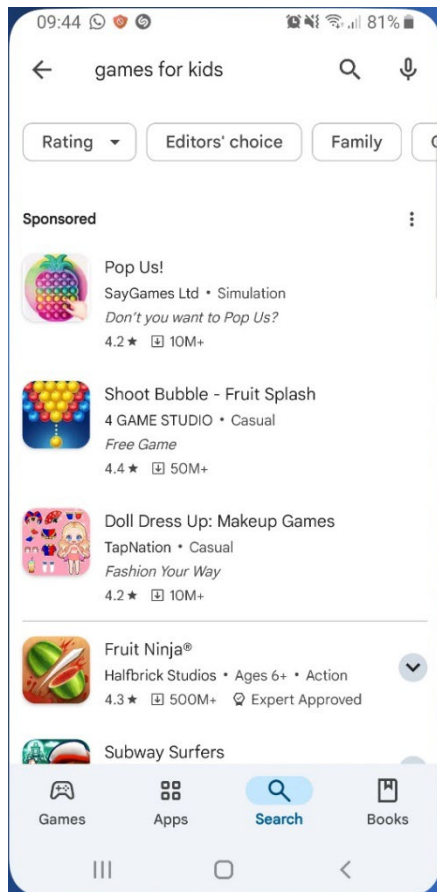 09:44 81%
games for kids
Rating Editors' choice Family
Sponsored
Pop Us!
SayGames Ltd • Simulation
Don't you want to Pop Us?
4.2★ 10M+
Shoot Bubble - Fruit Splash
4 GAME STUDIO • Casual
Free Game
4.4★ 50M+
Doll Dress Up: Makeup Games
TapNation • Casual
Fashion Your Way
4.2★ 10M+
Fruit Ninja®
Halfbrick Studios • Ages 6+ • Action
4.3★ 500M+ Expert Approved
Subway Surfers
Games Apps Search Books